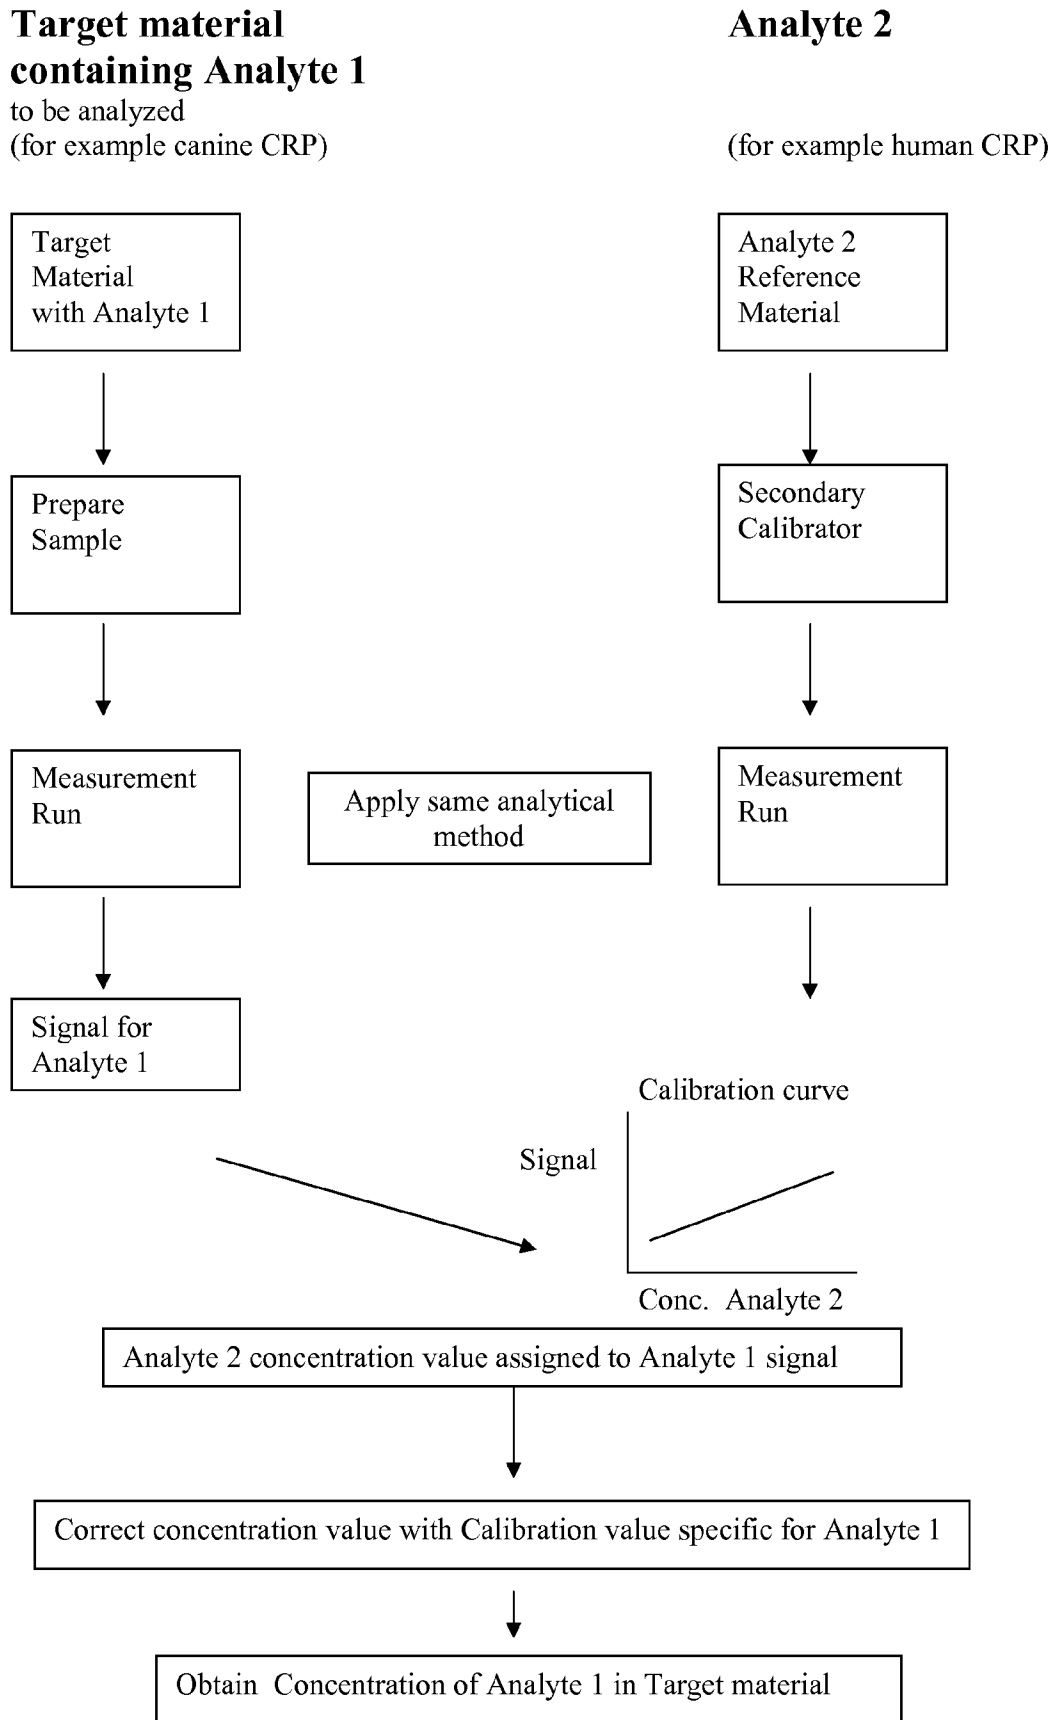 Target material
containing Analyte 1
to be analyzed
(for example canine CRP)
Analyte 2
(for example human CRP)
Target
Material
with Analyte 1
Analyte 2
Reference
Material
Prepare
Sample
Secondary
Calibrator
Measurement
Run
Apply same analytical
method
Measurement
Run
Signal for
Analyte 1
Calibration curve
Signal
Conc. Analyte 2
Analyte 2 concentration value assigned to Analyte 1 signal
Correct concentration value with Calibration value specific for Analyte 1
Obtain Concentration of Analyte 1 in Target material